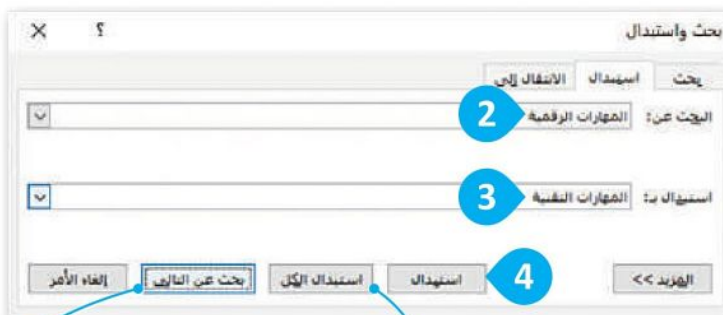 بحث واستبدال ؟
بحث استبدال الانتقال إلى
البحث عن: المهارات الرقمية 2
استبدال بـ: المهارات التقنية 3
المزيد >> 4 استبدال استبدال الكل بحث عن التالي إلغاء الأمر